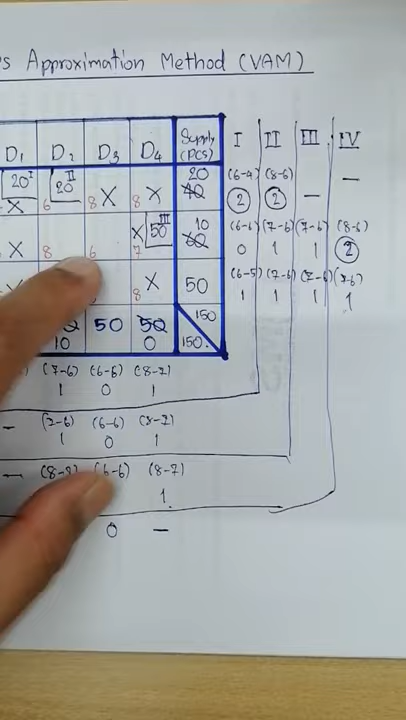 s Approximation Method (VAM)
D1 D2 D3 D4 Supply (PCS) I II III IV
20 I 20 II 20
X 6 8 X 8 X 40 (6-4) (8-6) —
2 2 —
X 8 6 X 50 III 7 10 60 (6-6) (7-6) (7-6) (8-6)
0 1 1 2
8 X 50 (6-5) (7-6) (7-6) (7-6)
1 1 1 1
50 50 150
10 0 150.
(7-6) (6-6) (8-7)
1 0 1
— (7-6) (6-6) (8-7)
1 0 1
— (6-6) (8-7)
1.
0 —